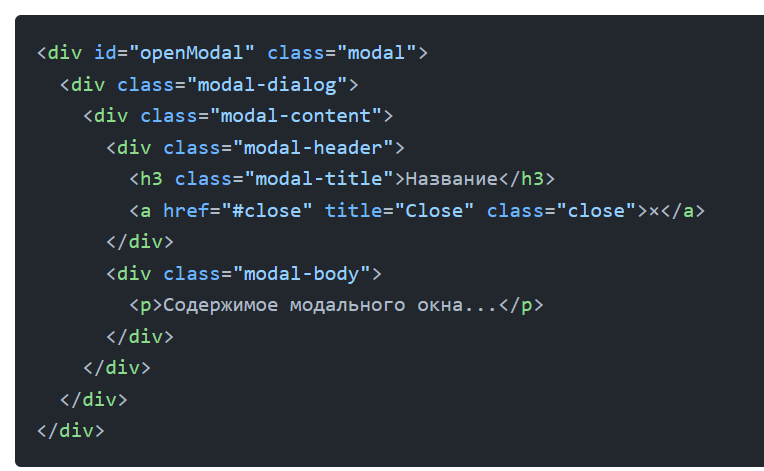 <div id="openModal" class="modal">
<div class="modal-dialog">
<div class="modal-content">
<div class="modal-header">
<h3 class="modal-title">Название</h3>
<a href="#close" title="Close" class="close">×</a>
</div>
<div class="modal-body">
<p>Содержимое модального окна...</p>
</div>
</div>
</div>
</div>